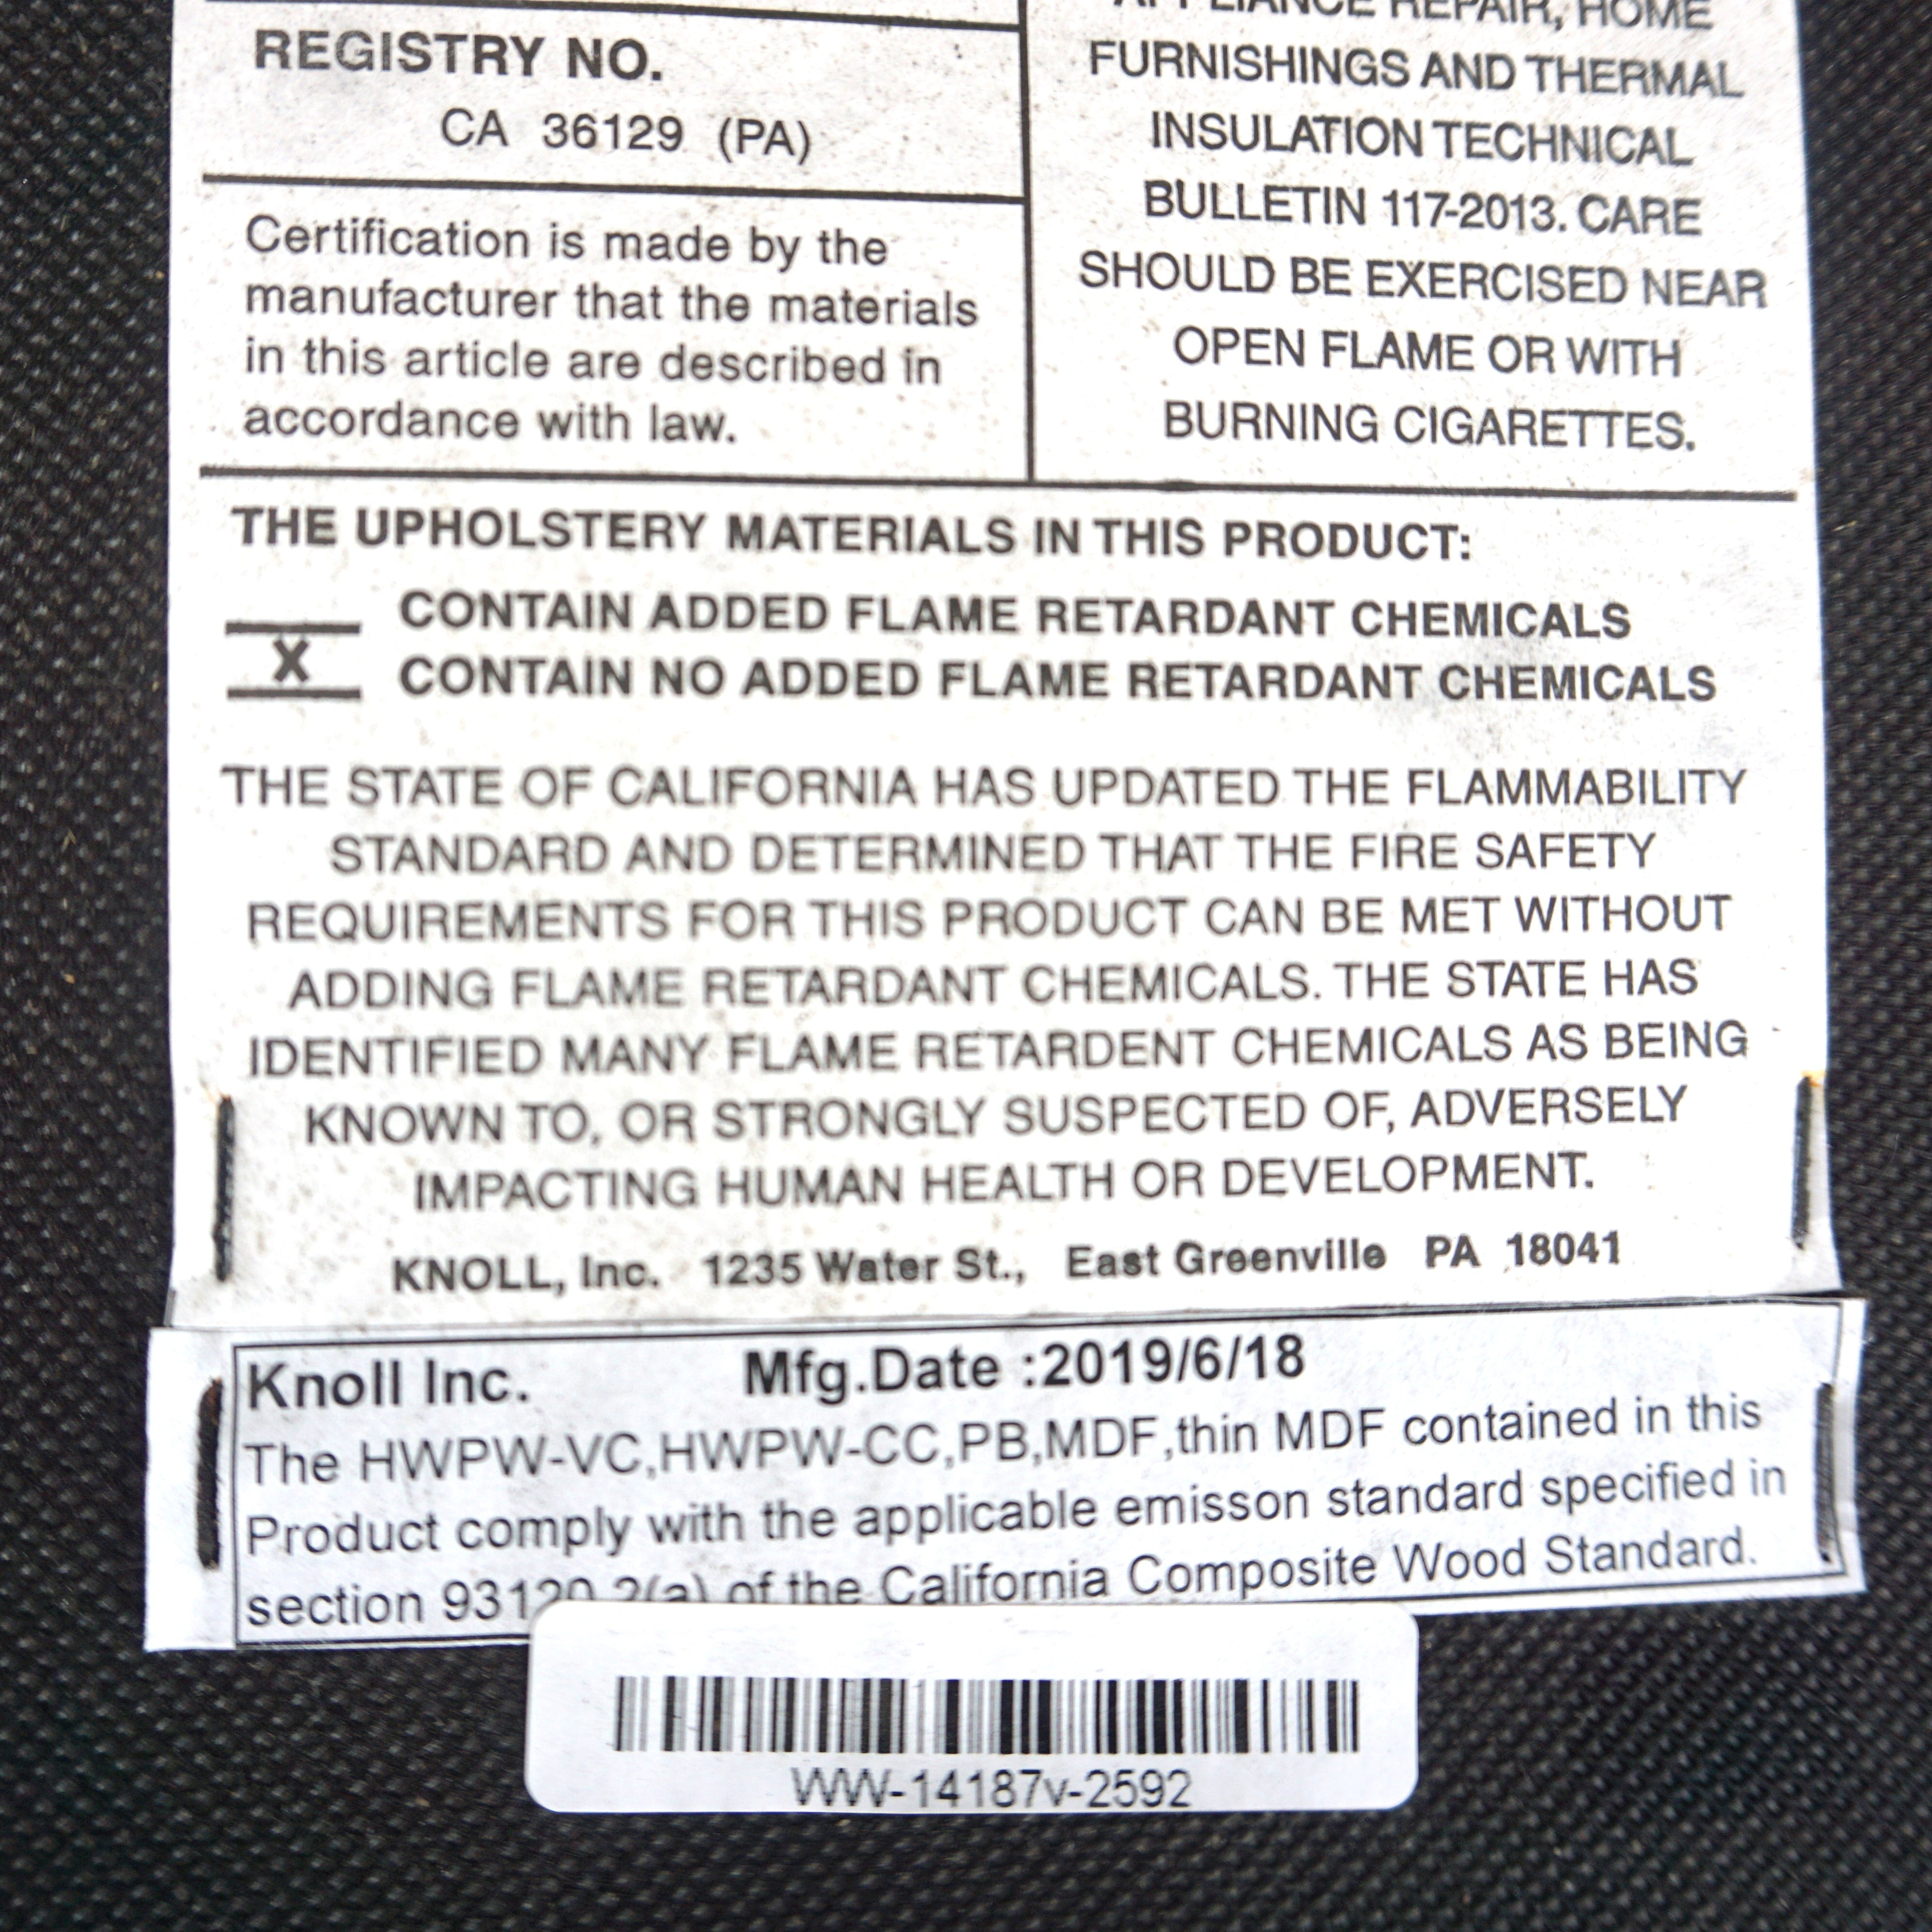 REGISTRY NO.
CA 36129 (PA)
Certification is made by the
manufacturer that the materials
in this article are described in
accordance with law.
APPLIANCE REPAIR, HOME
FURNISHINGS AND THERMAL
INSULATION TECHNICAL
BULLETIN 117-2013. CARE
SHOULD BE EXERCISED NEAR
OPEN FLAME OR WITH
BURNING CIGARETTES.
THE UPHOLSTERY MATERIALS IN THIS PRODUCT:
CONTAIN ADDED FLAME RETARDANT CHEMICALS
X CONTAIN NO ADDED FLAME RETARDANT CHEMICALS
THE STATE OF CALIFORNIA HAS UPDATED THE FLAMMABILITY
STANDARD AND DETERMINED THAT THE FIRE SAFETY
REQUIREMENTS FOR THIS PRODUCT CAN BE MET WITHOUT
ADDING FLAME RETARDANT CHEMICALS. THE STATE HAS
IDENTIFIED MANY FLAME RETARDENT CHEMICALS AS BEING
KNOWN TO, OR STRONGLY SUSPECTED OF, ADVERSELY
IMPACTING HUMAN HEALTH OR DEVELOPMENT.
KNOLL, Inc. 1235 Water St., East Greenville PA 18041
Knoll Inc. Mfg.Date :2019/6/18
The HWPW-VC,HWPW-CC,PB,MDF,thin MDF contained in this
Product comply with the applicable emisson standard specified in
section 93120.2(a) of the California Composite Wood Standard.
WW-14187v-2592